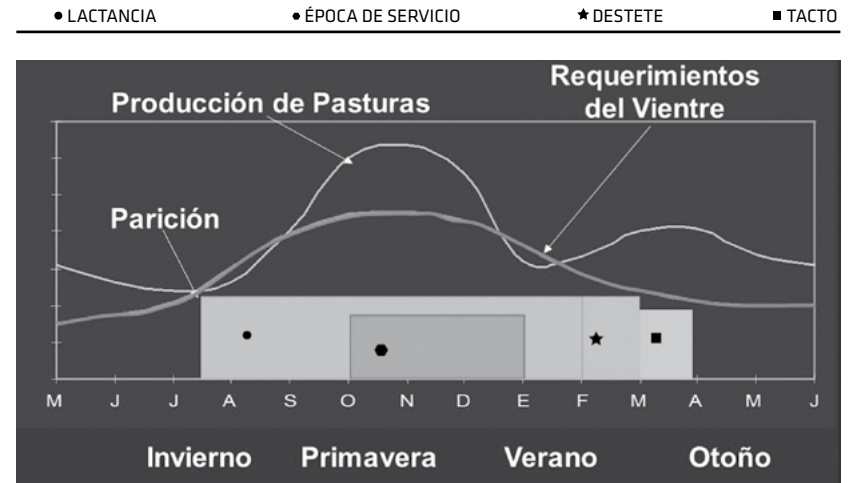 LACTANCIA ÉPOCA DE SERVICIO DESTETE TACTO
Requerimientos
del Vientre
Producción de Pasturas
Parición
M J J A S O N D E F M A M J
Invierno Primavera Verano Otoño